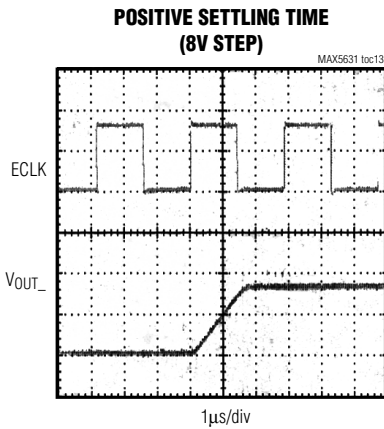 POSITIVE SETTLING TIME
(8V STEP)
MAX5631 toc13
ECLK
VOUT_
1µs/div